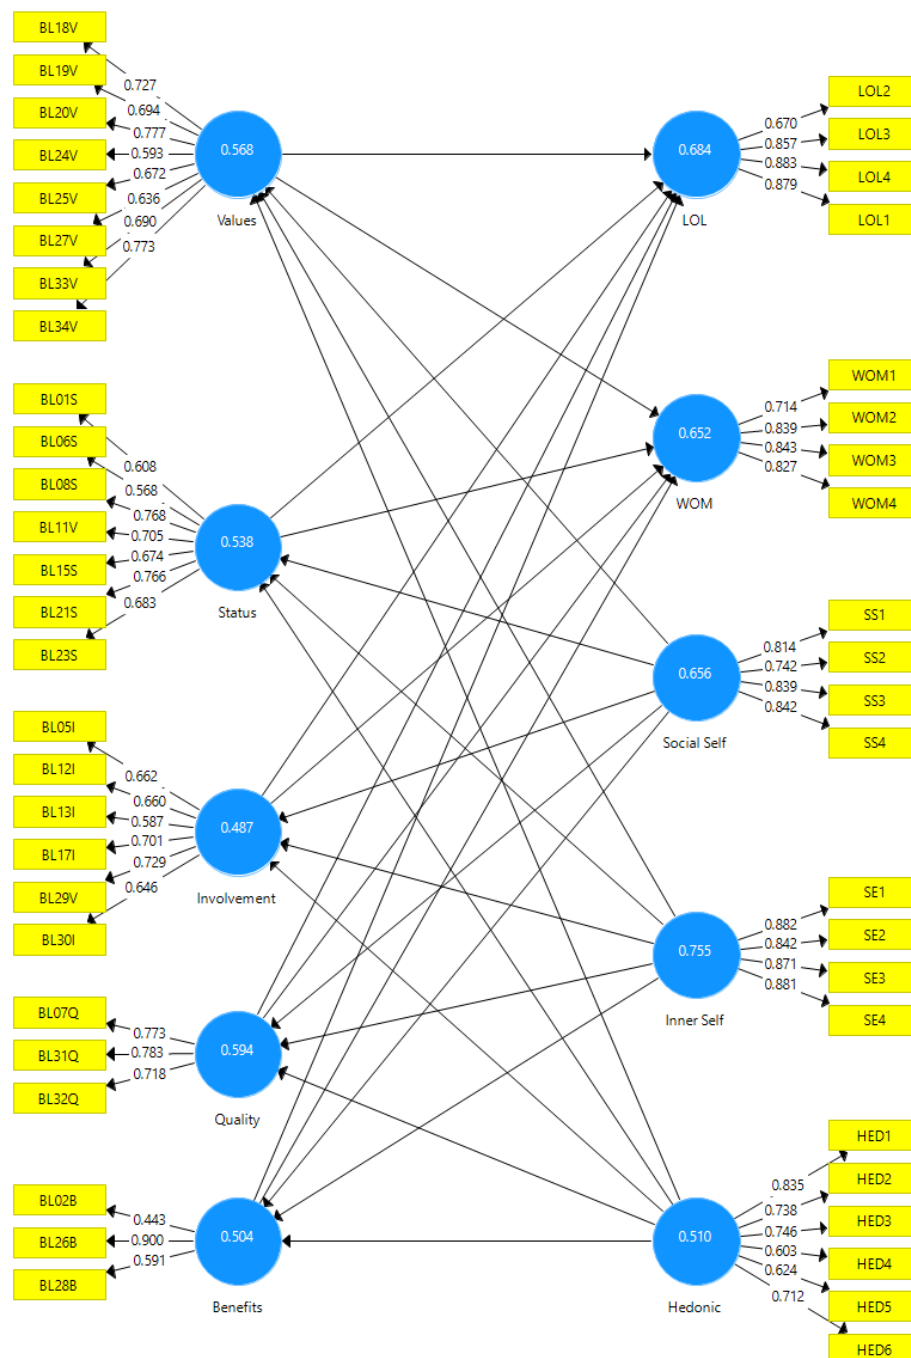 BL18V
BL19V
BL20V
BL24V
BL25V
BL27V
BL33V
BL34V
0.727
0.694
0.777
0.593
0.672
0.636
0.690
0.773
0.568
Values
BL01S
BL06S
BL08S
BL11V
BL15S
BL21S
BL23S
0.608
0.568
0.768
0.705
0.674
0.766
0.683
0.538
Status
BL05I
BL12I
BL13I
BL17I
BL29V
BL30I
0.662
0.660
0.587
0.701
0.729
0.646
0.487
Involvement
BL07Q
BL31Q
BL32Q
0.773
0.783
0.718
0.594
Quality
BL02B
BL26B
BL28B
0.443
0.900
0.591
0.504
Benefits
0.684
LOL
0.670
0.857
0.883
0.879
LOL2
LOL3
LOL4
LOL1
0.652
WOM
0.714
0.839
0.843
0.827
WOM1
WOM2
WOM3
WOM4
0.656
Social Self
0.814
0.742
0.839
0.842
SS1
SS2
SS3
SS4
0.755
Inner Self
0.882
0.842
0.871
0.881
SE1
SE2
SE3
SE4
0.510
Hedonic
0.835
0.738
0.746
0.603
0.624
0.712
HED1
HED2
HED3
HED4
HED5
HED6